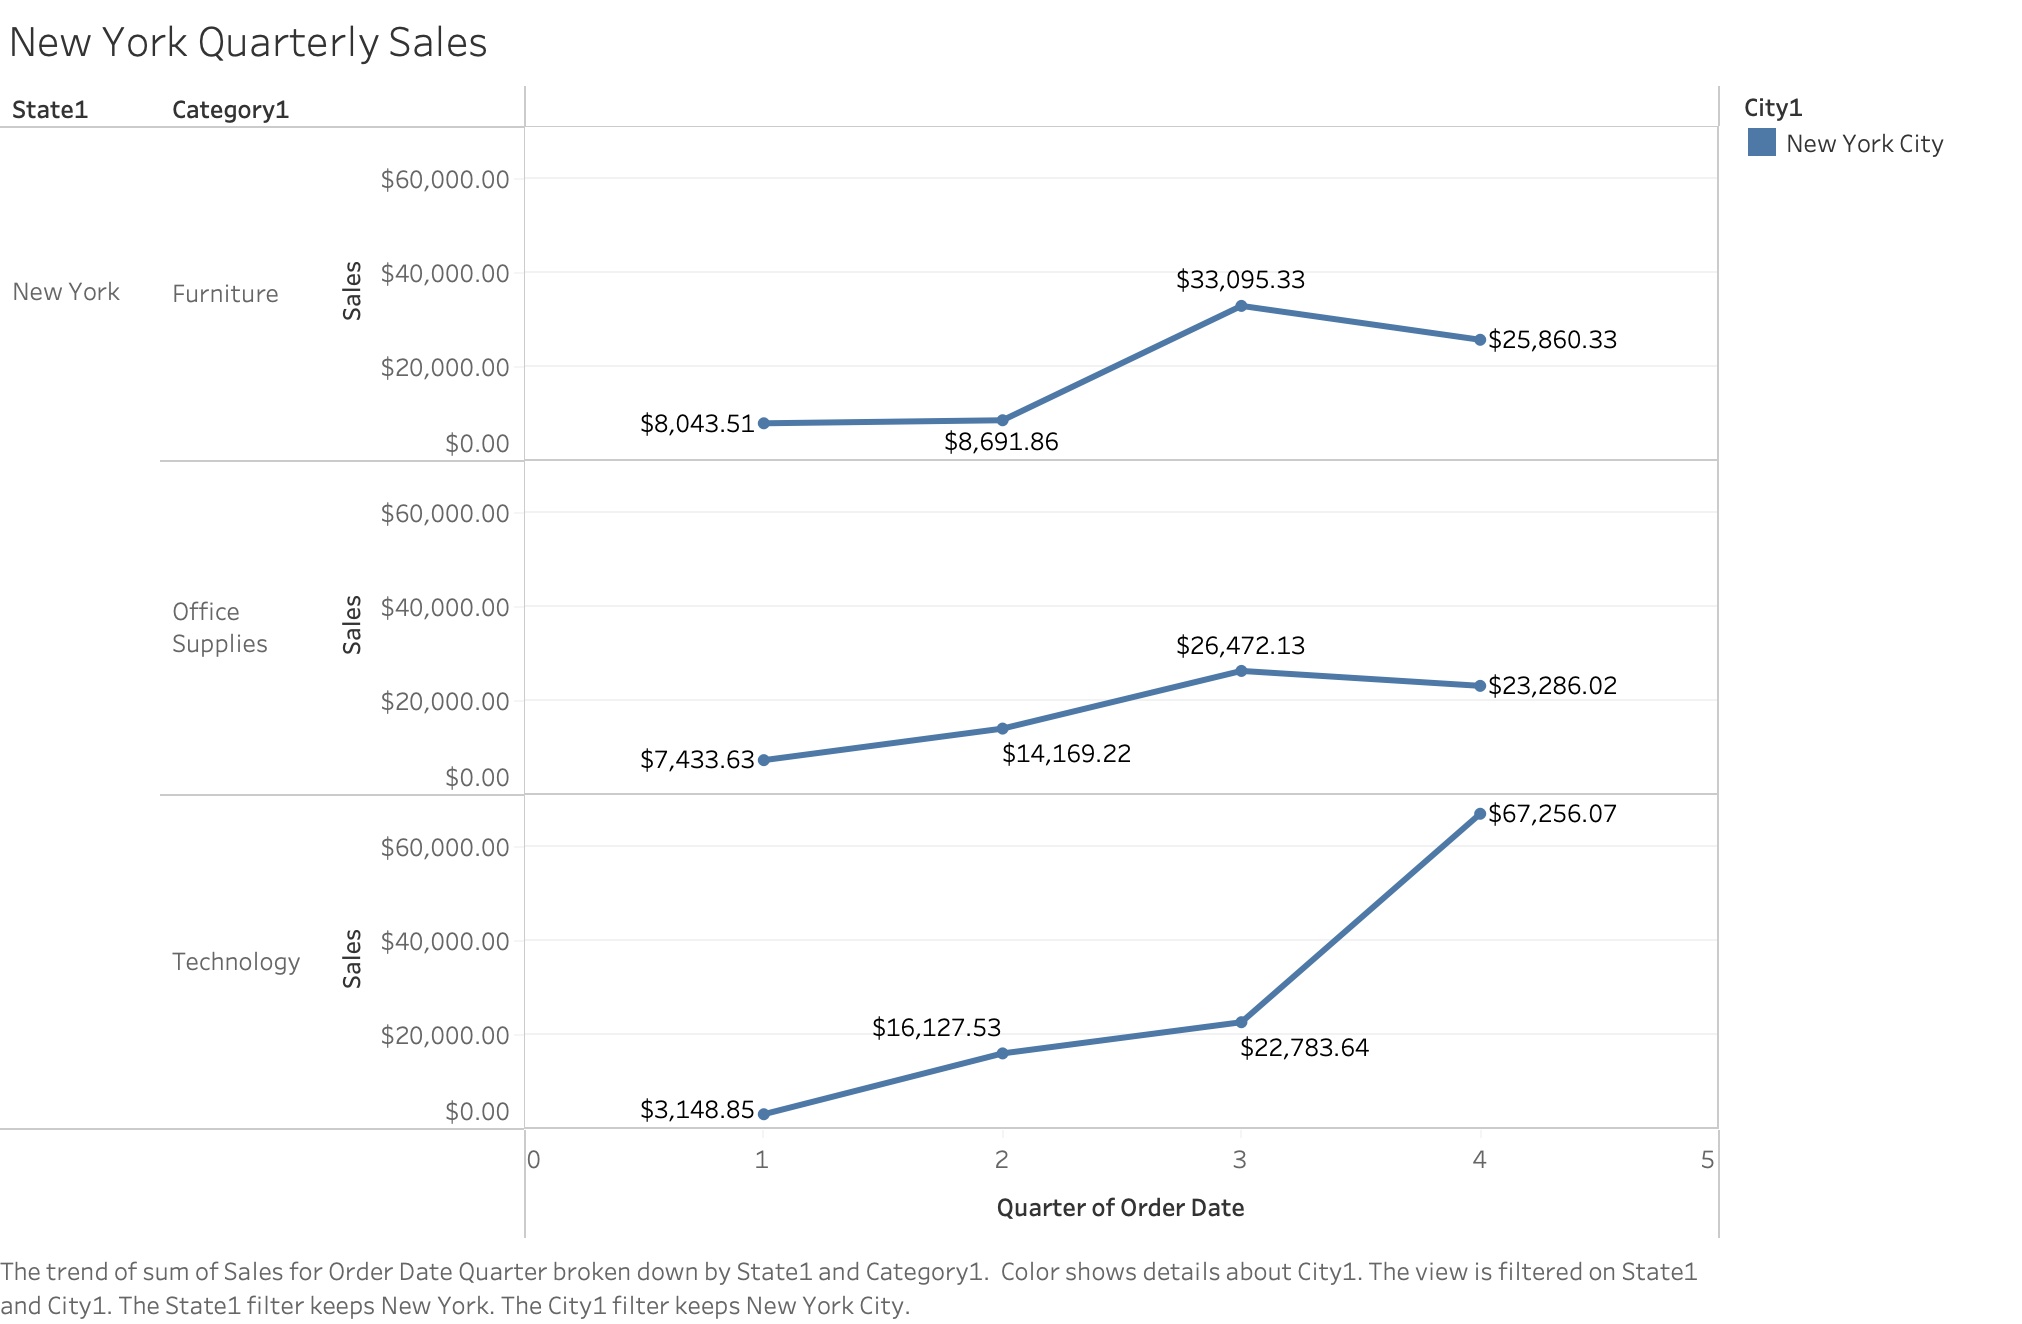 New York Quarterly Sales
State1 Category1
City1
New York City
New York
Furniture
Sales
$60,000.00
$40,000.00
$20,000.00
$0.00
$8,043.51
$8,691.86
$33,095.33
$25,860.33
Office
Supplies
Sales
$60,000.00
$40,000.00
$20,000.00
$0.00
$7,433.63
$14,169.22
$26,472.13
$23,286.02
Technology
Sales
$60,000.00
$40,000.00
$20,000.00
$0.00
$3,148.85
$16,127.53
$22,783.64
$67,256.07
0 1 2 3 4 5
Quarter of Order Date
The trend of sum of Sales for Order Date Quarter broken down by State1 and Category1.  Color shows details about City1. The view is filtered on State1
and City1. The State1 filter keeps New York. The City1 filter keeps New York City.